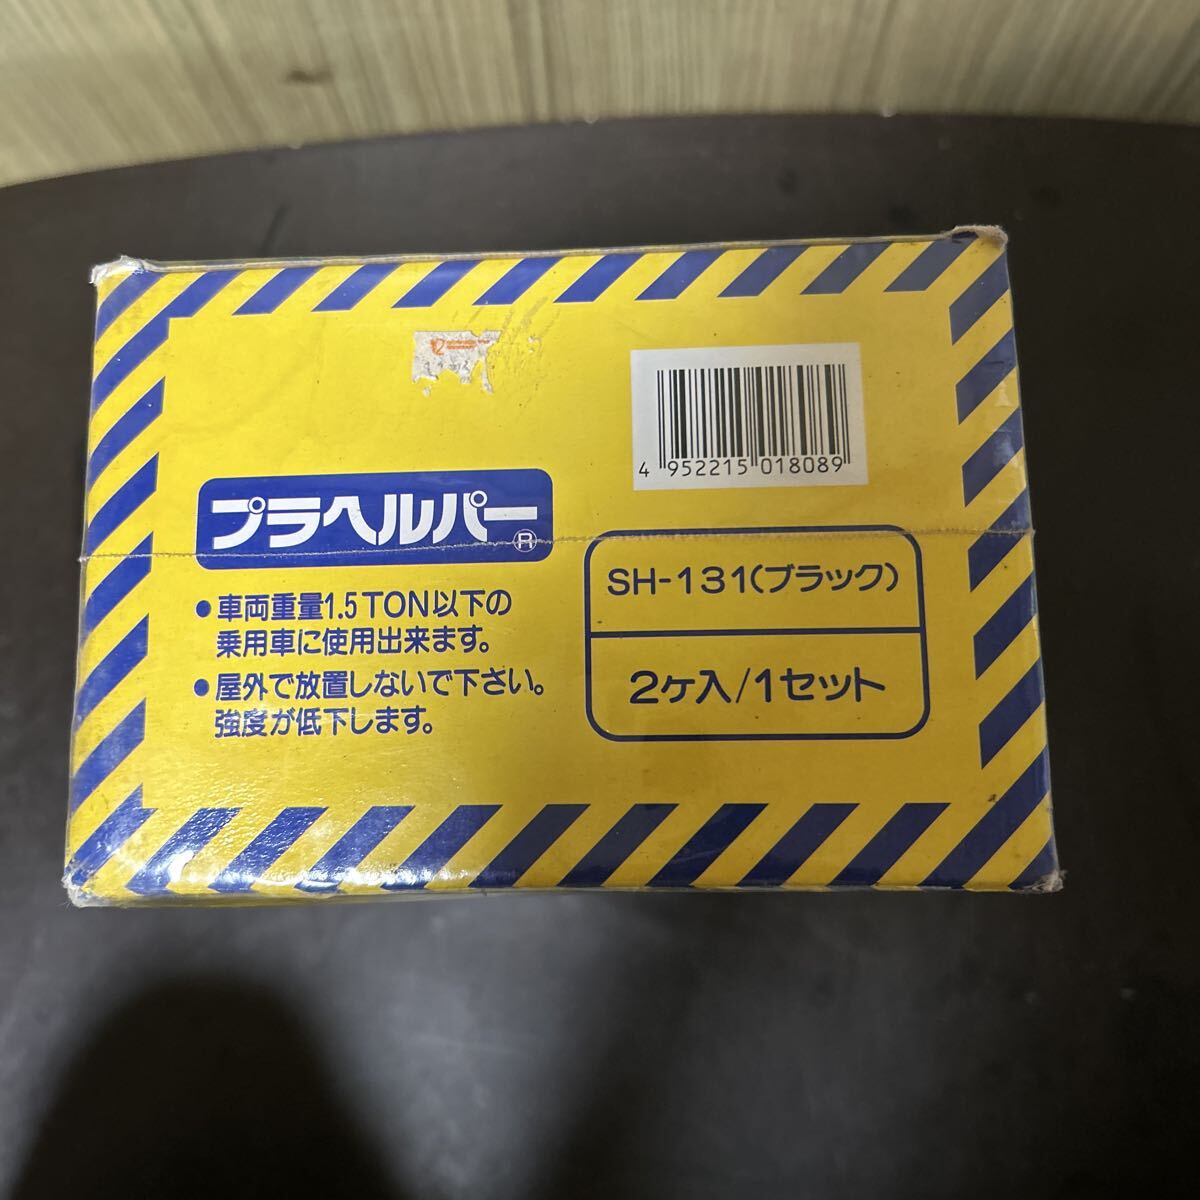 4 952215 018089
プラヘルパー®
SH-131(ブラック)
2ヶ入/1セット
●車両重量1.5TON以下の
乗用車に使用出来ます。
●屋外で放置しないで下さい。
強度が低下します。